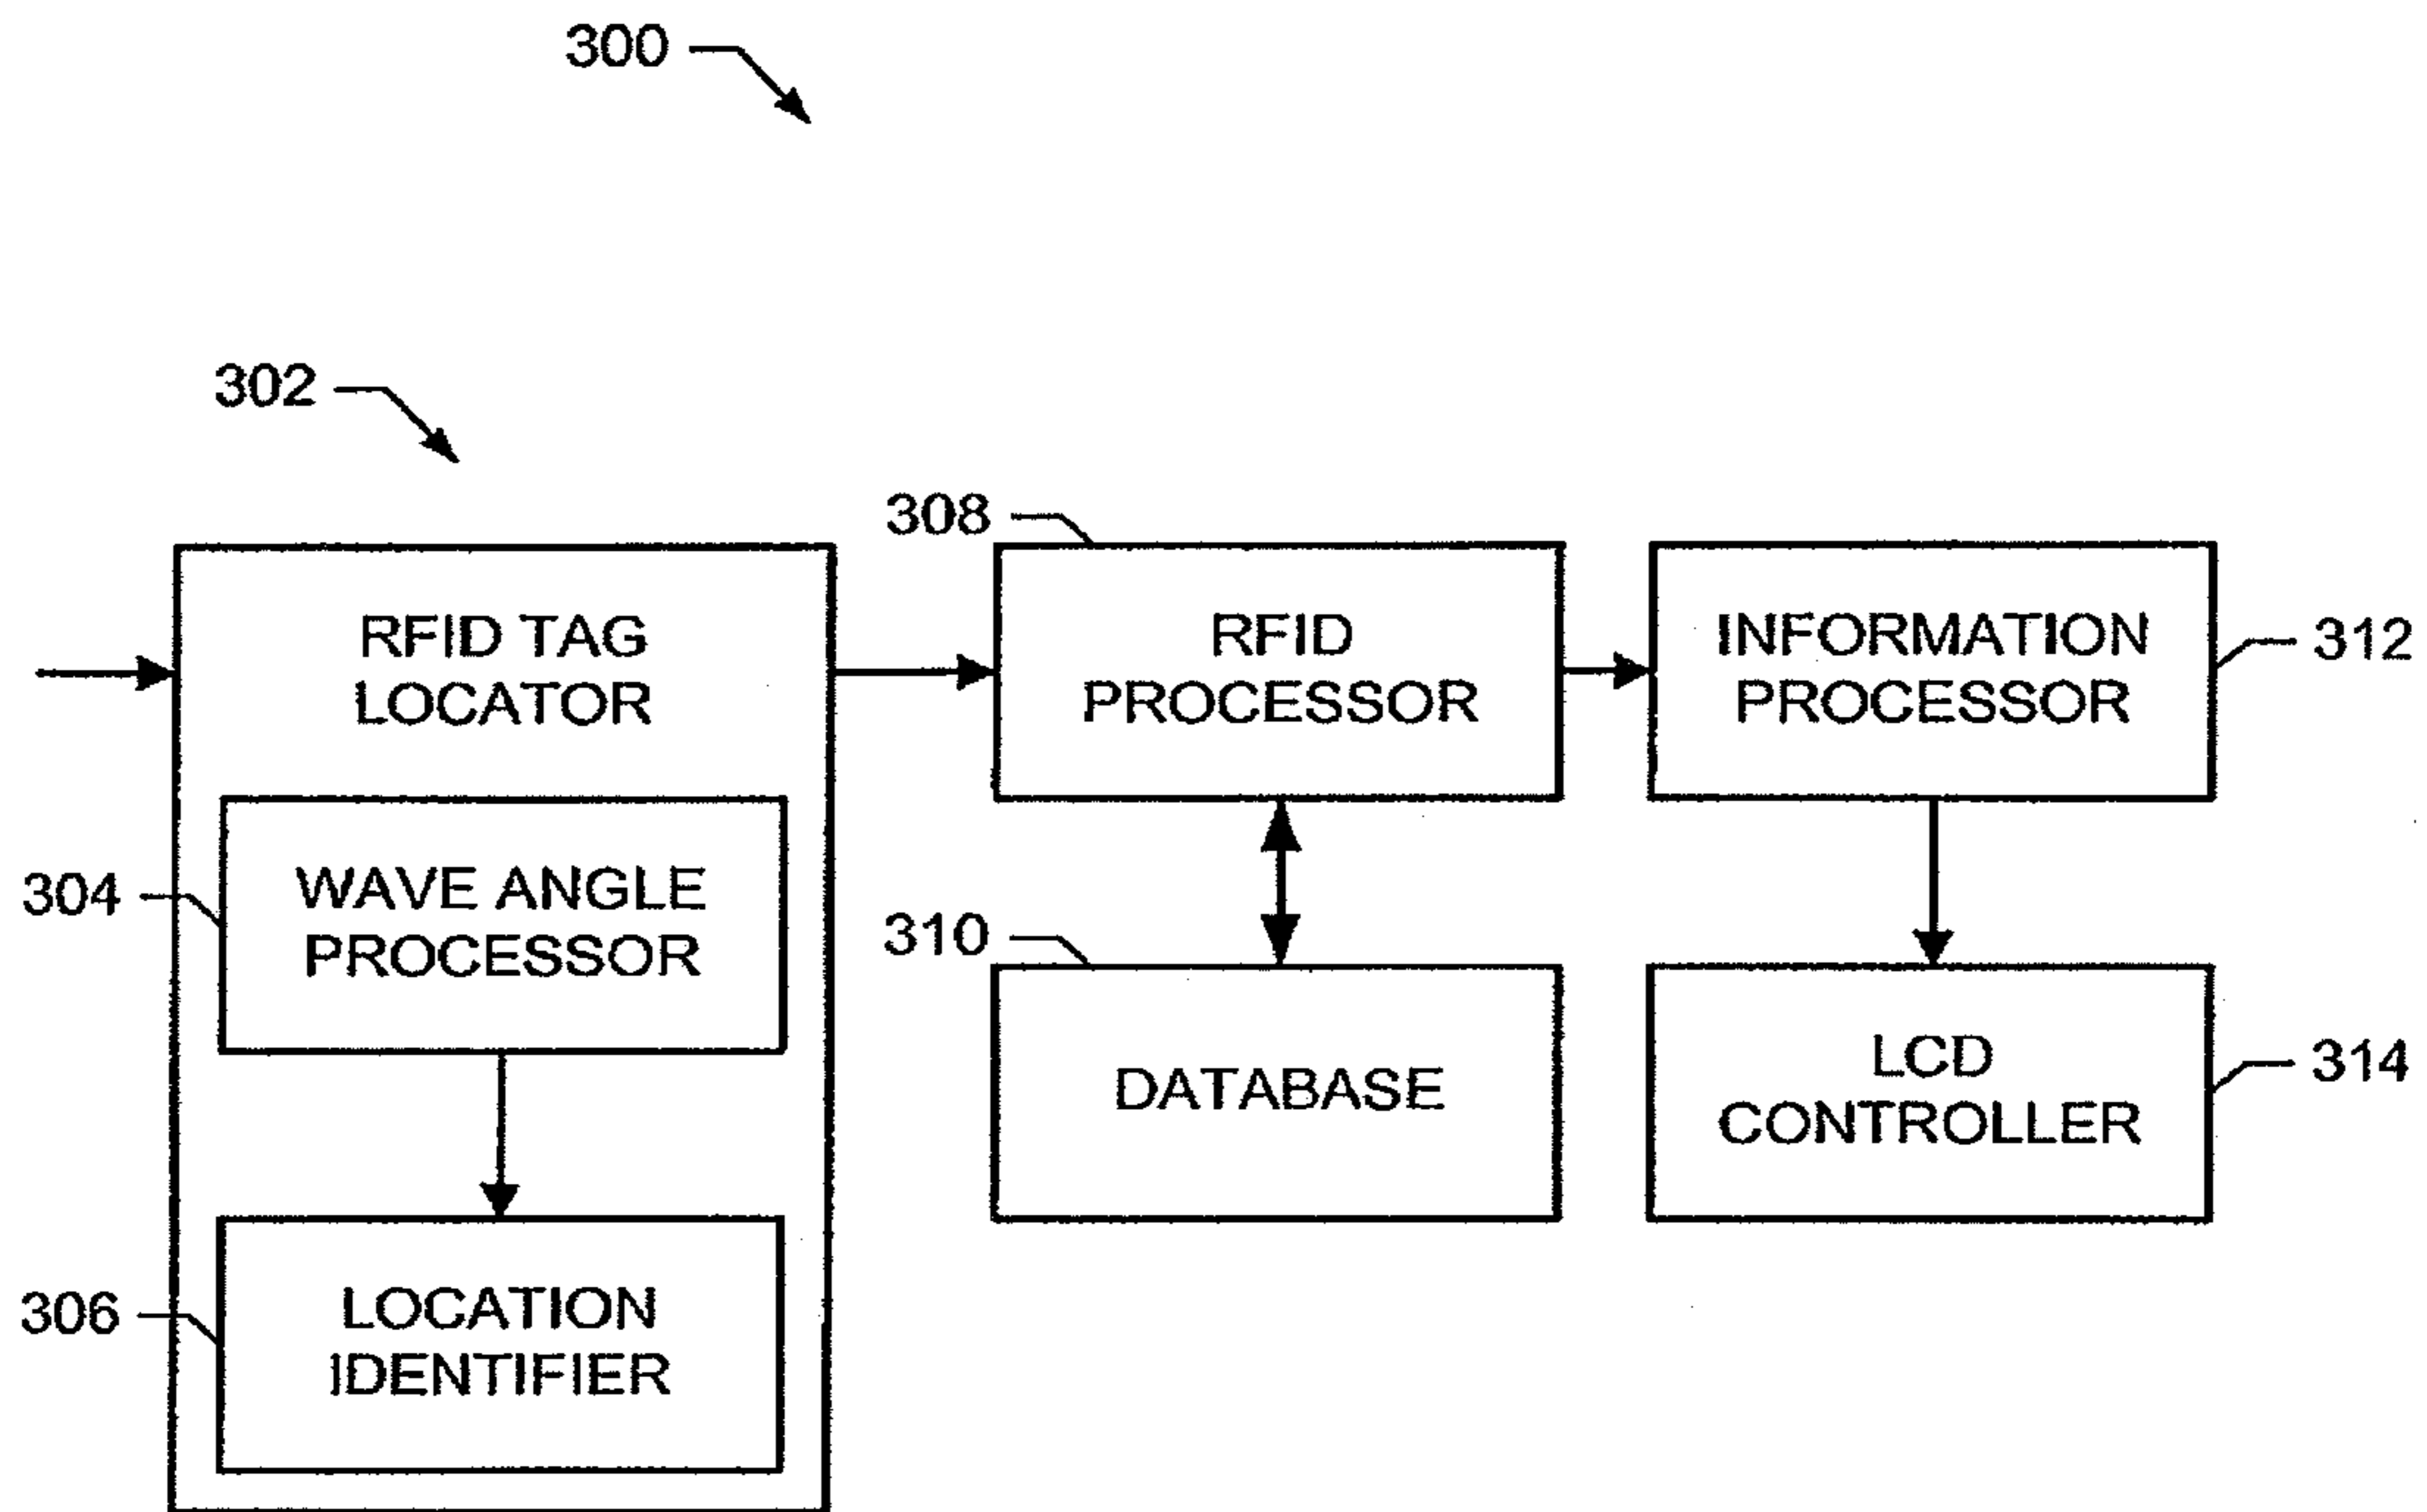 300
302
308
RFID TAG
LOCATOR
RFID
PROCESSOR
INFORMATION
PROCESSOR
312
304
WAVE ANGLE
PROCESSOR
310
DATABASE
LCD
CONTROLLER
314
306
LOCATION
IDENTIFIER